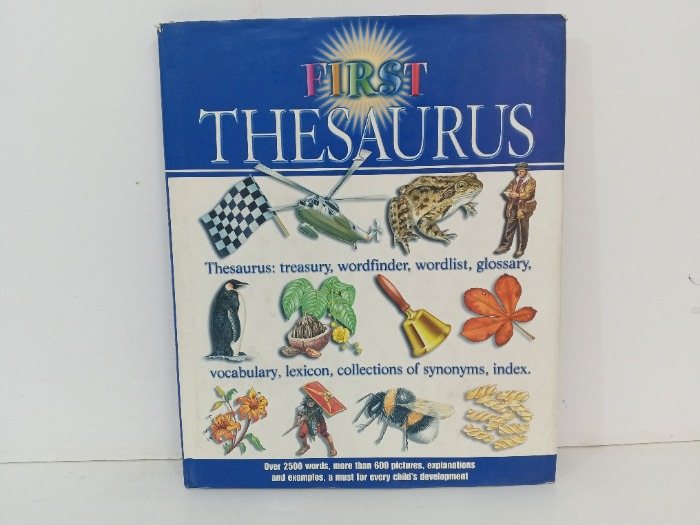 FIRST
THESAURUS
Thesaurus: treasury, wordfinder, wordlist, glossary,
vocabulary, lexicon, collections of synonyms, index.
Over 2500 words, more than 600 pictures, explanations
and examples, a must for every child's development